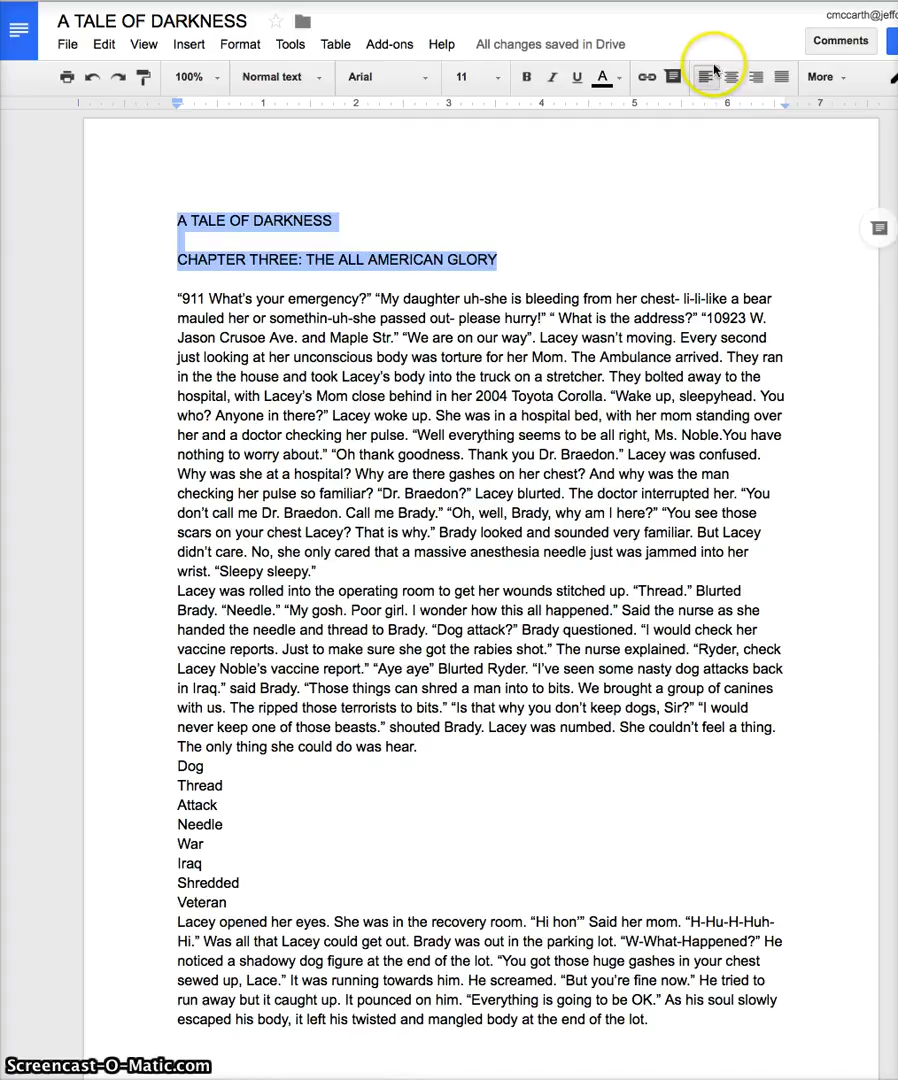 A TALE OF DARKNESS
cmccarth@jeffc
File Edit View Insert Format Tools Table Add-ons Help All changes saved in Drive
Comments
100% Normal text Arial 11 B I U A More
1 2 3 4 5 6 7
A TALE OF DARKNESS
CHAPTER THREE: THE ALL AMERICAN GLORY
“911 What’s your emergency?” “My daughter uh-she is bleeding from her chest- li-li-like a bear
mauled her or somethin-uh-she passed out- please hurry!” “ What is the address?” “10923 W.
Jason Crusoe Ave. and Maple Str.” “We are on our way”. Lacey wasn’t moving. Every second
just looking at her unconscious body was torture for her Mom. The Ambulance arrived. They ran
in the the house and took Lacey’s body into the truck on a stretcher. They bolted away to the
hospital, with Lacey’s Mom close behind in her 2004 Toyota Corolla. “Wake up, sleepyhead. You
who? Anyone in there?” Lacey woke up. She was in a hospital bed, with her mom standing over
her and a doctor checking her pulse. “Well everything seems to be all right, Ms. Noble.You have
nothing to worry about.” “Oh thank goodness. Thank you Dr. Braedon.” Lacey was confused.
Why was she at a hospital? Why are there gashes on her chest? And why was the man
checking her pulse so familiar? “Dr. Braedon?” Lacey blurted. The doctor interrupted her. “You
don’t call me Dr. Braedon. Call me Brady.” “Oh, well, Brady, why am I here?” “You see those
scars on your chest Lacey? That is why.” Brady looked and sounded very familiar. But Lacey
didn’t care. No, she only cared that a massive anesthesia needle just was jammed into her
wrist. “Sleepy sleepy.”
Lacey was rolled into the operating room to get her wounds stitched up. “Thread.” Blurted
Brady. “Needle.” “My gosh. Poor girl. I wonder how this all happened.” Said the nurse as she
handed the needle and thread to Brady. “Dog attack?” Brady questioned. “I would check her
vaccine reports. Just to make sure she got the rabies shot.” The nurse explained. “Ryder, check
Lacey Noble’s vaccine report.” “Aye aye” Blurted Ryder. “I’ve seen some nasty dog attacks back
in Iraq.” said Brady. “Those things can shred a man into to bits. We brought a group of canines
with us. The ripped those terrorists to bits.” “Is that why you don’t keep dogs, Sir?” “I would
never keep one of those beasts.” shouted Brady. Lacey was numbed. She couldn’t feel a thing.
The only thing she could do was hear.
Dog
Thread
Attack
Needle
War
Iraq
Shredded
Veteran
Lacey opened her eyes. She was in the recovery room. “Hi hon’” Said her mom. “H-Hu-H-Huh-
Hi.” Was all that Lacey could get out. Brady was out in the parking lot. “W-What-Happened?” He
noticed a shadowy dog figure at the end of the lot. “You got those huge gashes in your chest
sewed up, Lace.” It was running towards him. He screamed. “But you’re fine now.” He tried to
run away but it caught up. It pounced on him. “Everything is going to be OK.” As his soul slowly
escaped his body, it left his twisted and mangled body at the end of the lot.
Screencast-O-Matic.com